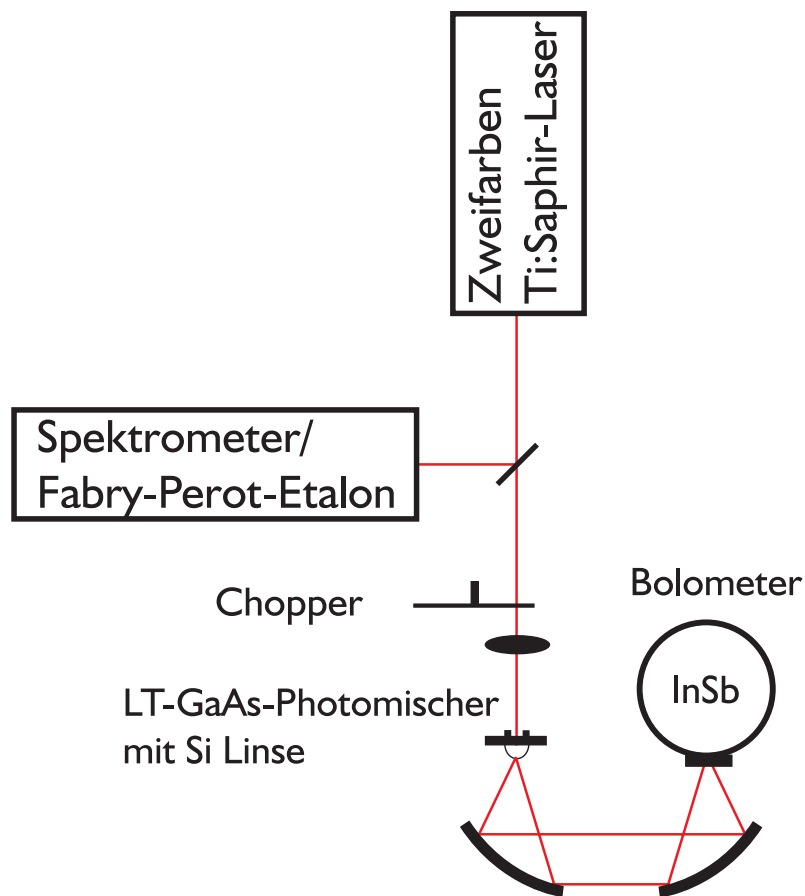 Zweifarben
Ti:Saphir-Laser
Spektrometer/
Fabry-Perot-Etalon
Chopper
Bolometer
InSb
LT-GaAs-Photomischer
mit Si Linse